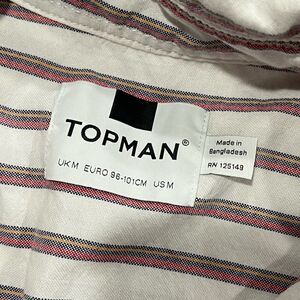 TOPMAN®
UK M EURO 96-101CM US M
Made in
Bangladesh
RN 125149